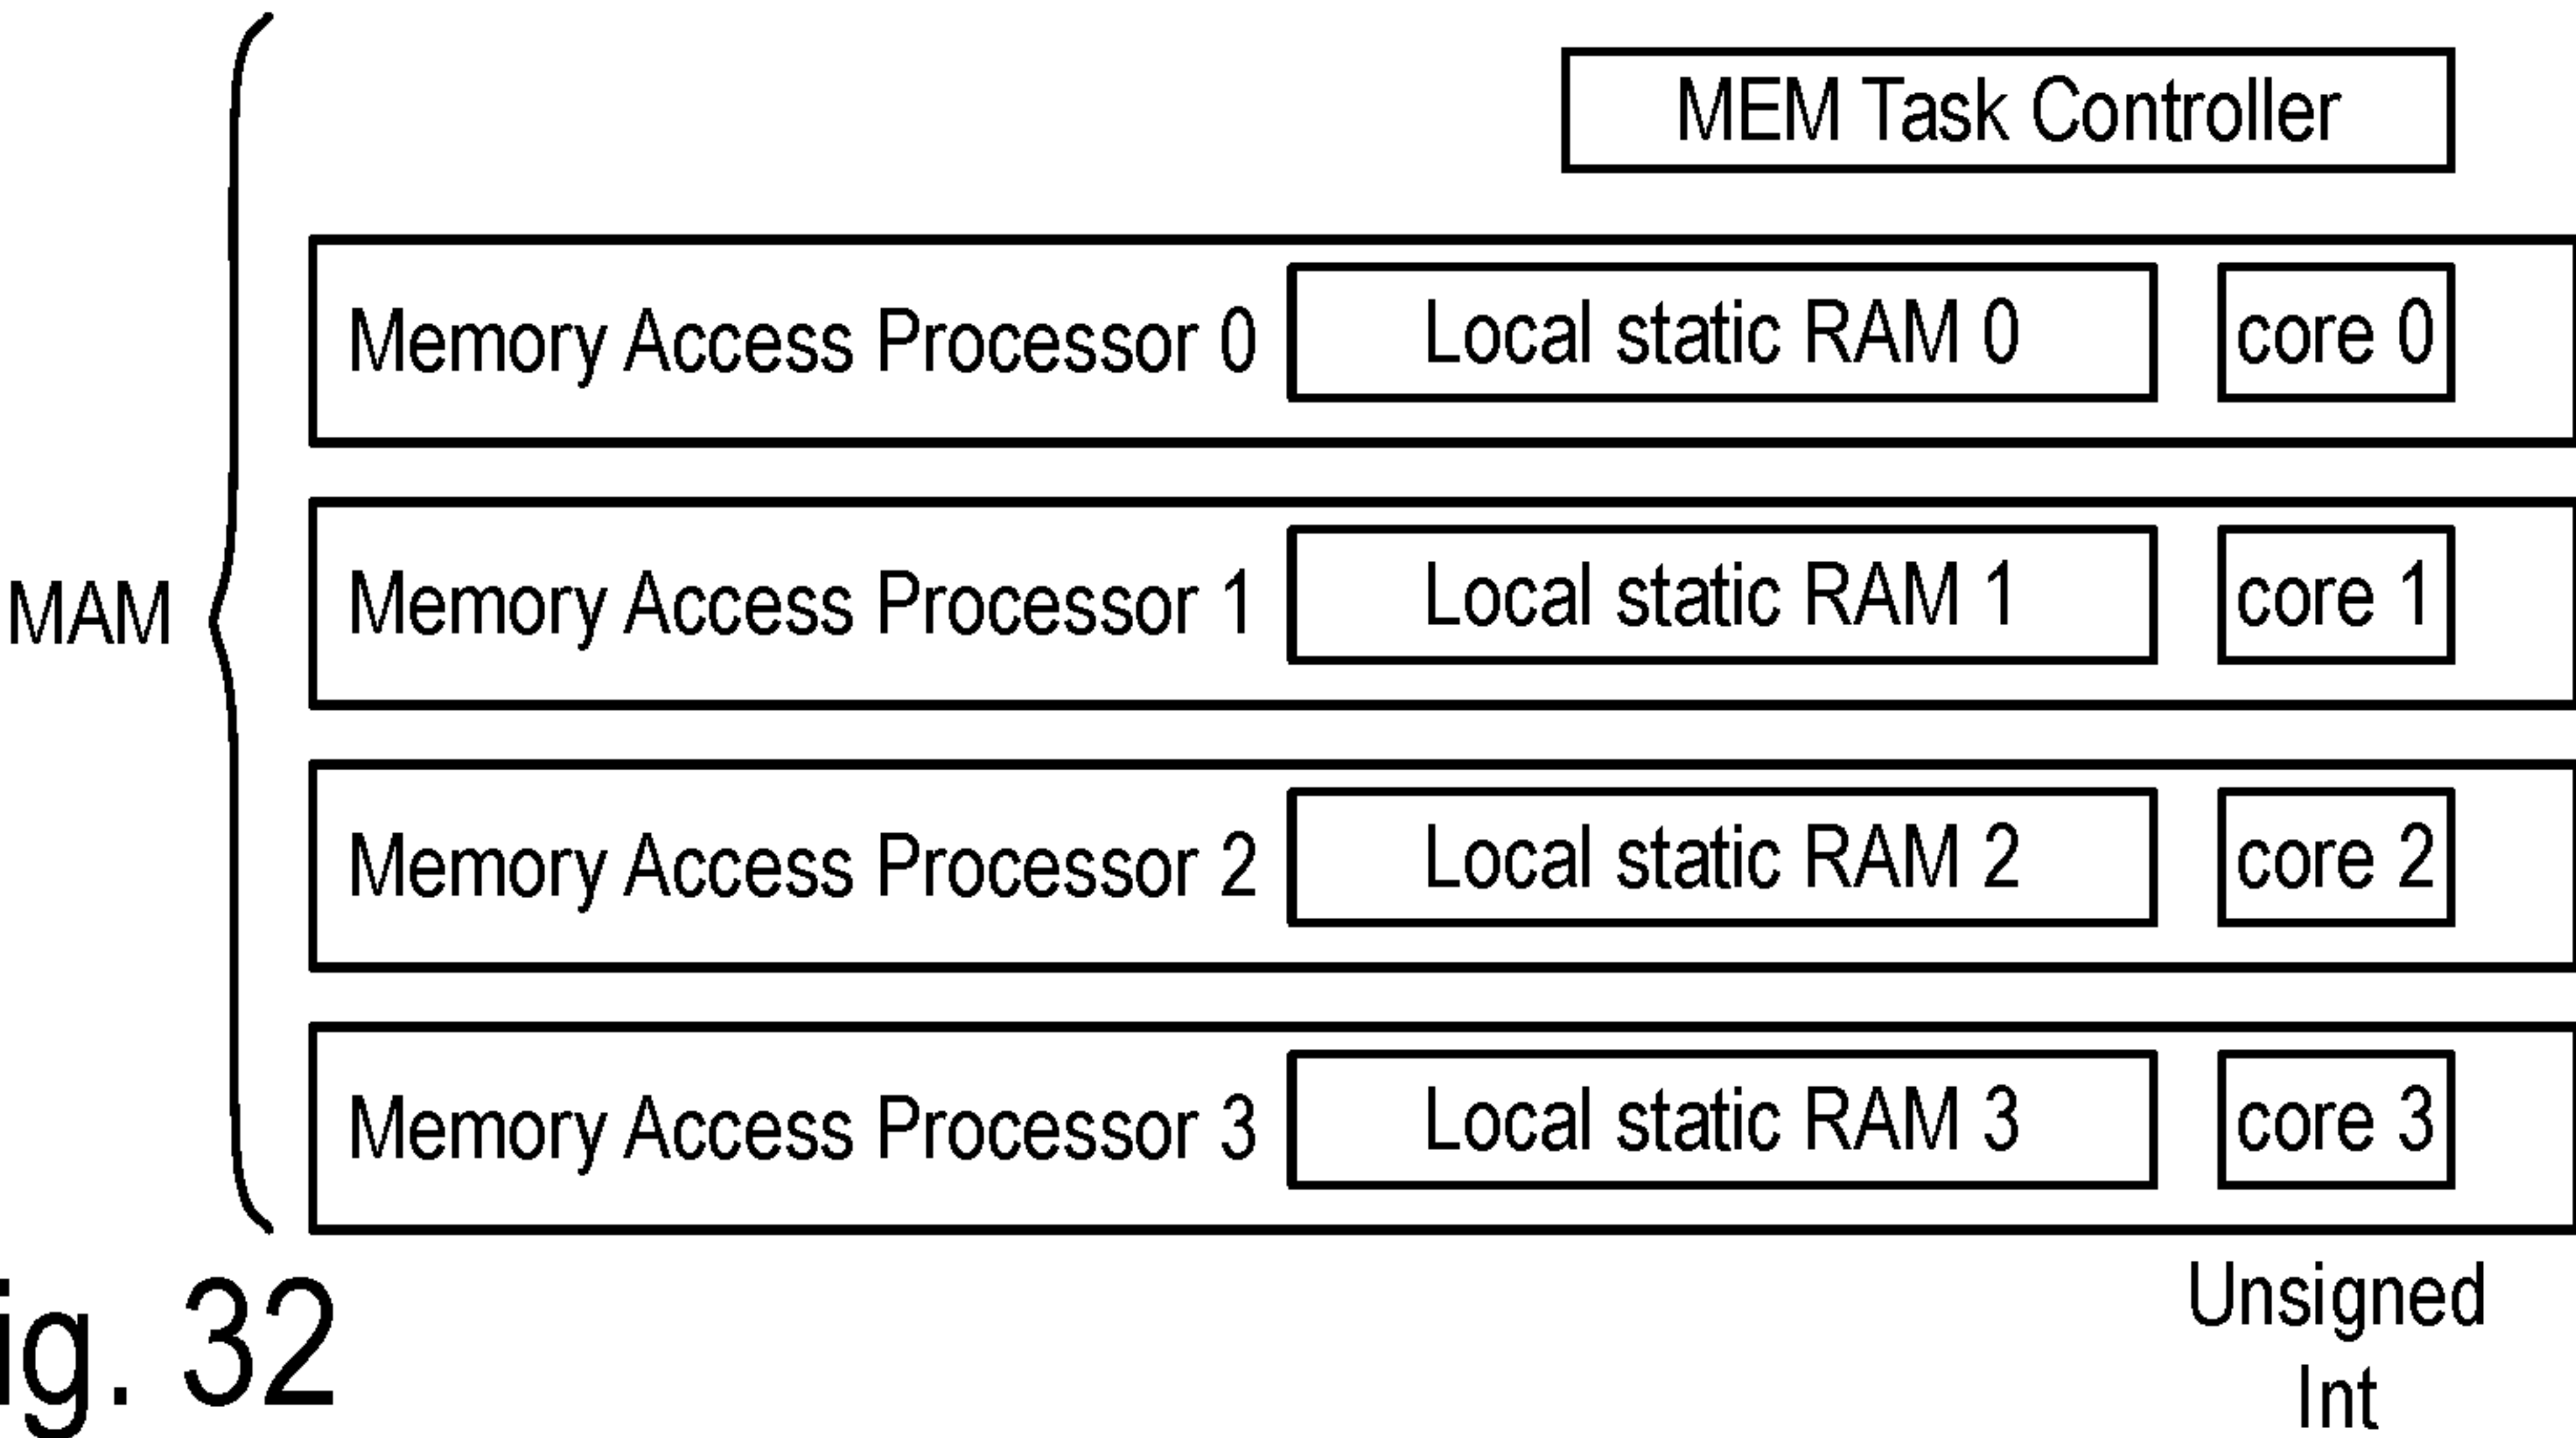 MEM Task Controller
Memory Access Processor 0 Local static RAM 0 core 0
MAM
Memory Access Processor 1 Local static RAM 1 core 1
Memory Access Processor 2 Local static RAM 2 core 2
Memory Access Processor 3 Local static RAM 3 core 3
Unsigned
Int
ig. 32